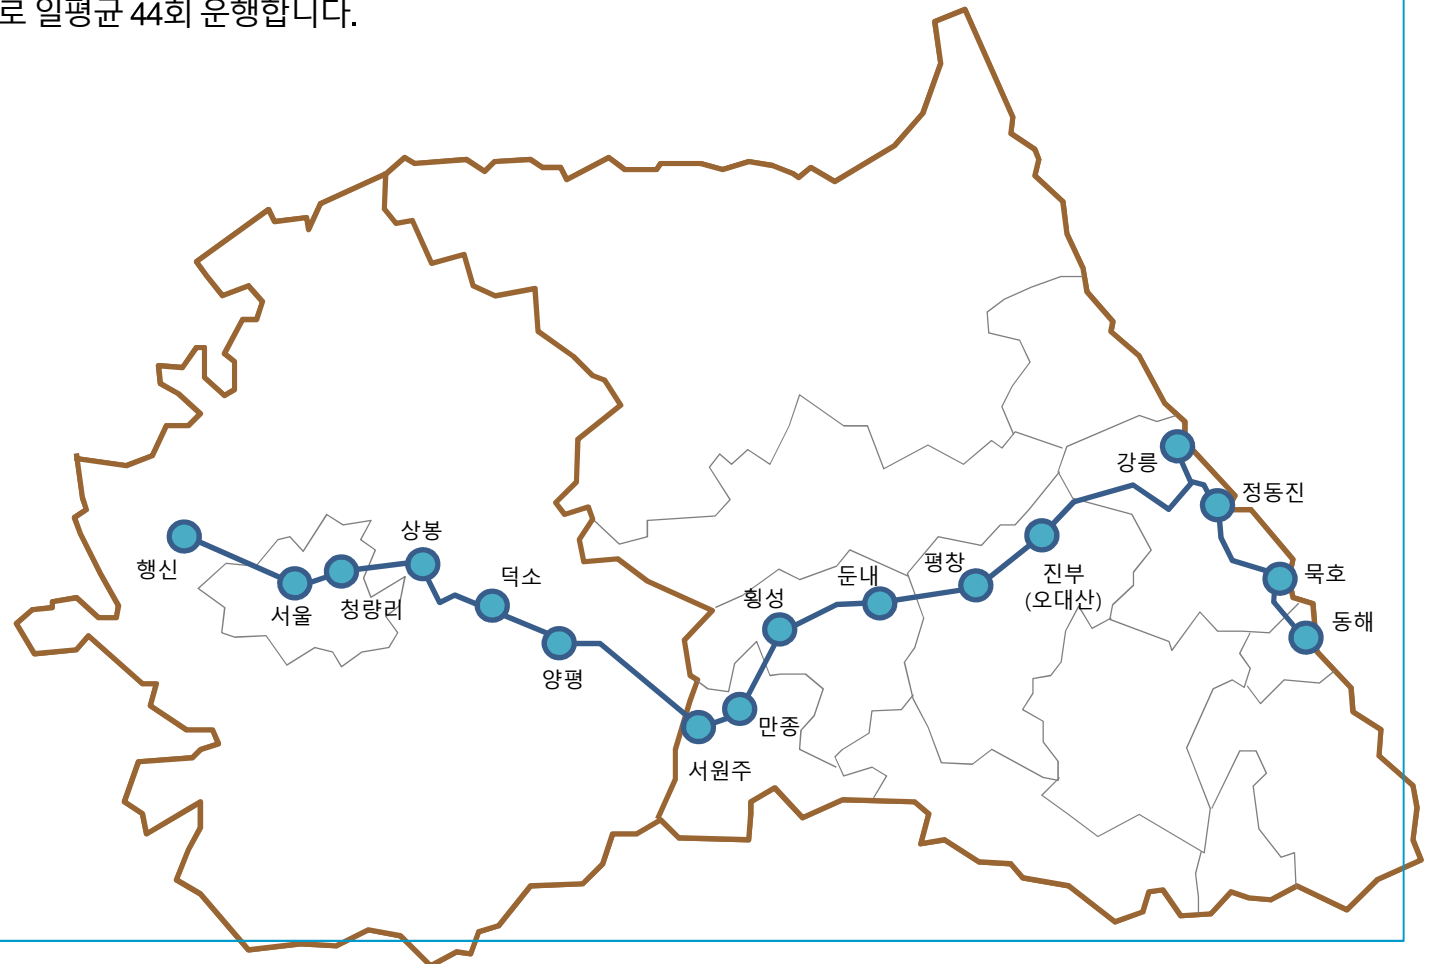 로 일평균 44회 운행합니다.
강릉
정동진
상봉
행신
덕소
평창
둔내
진부
(오대산)
묵호
서울
청량리
횡성
동해
양평
만종
서원주